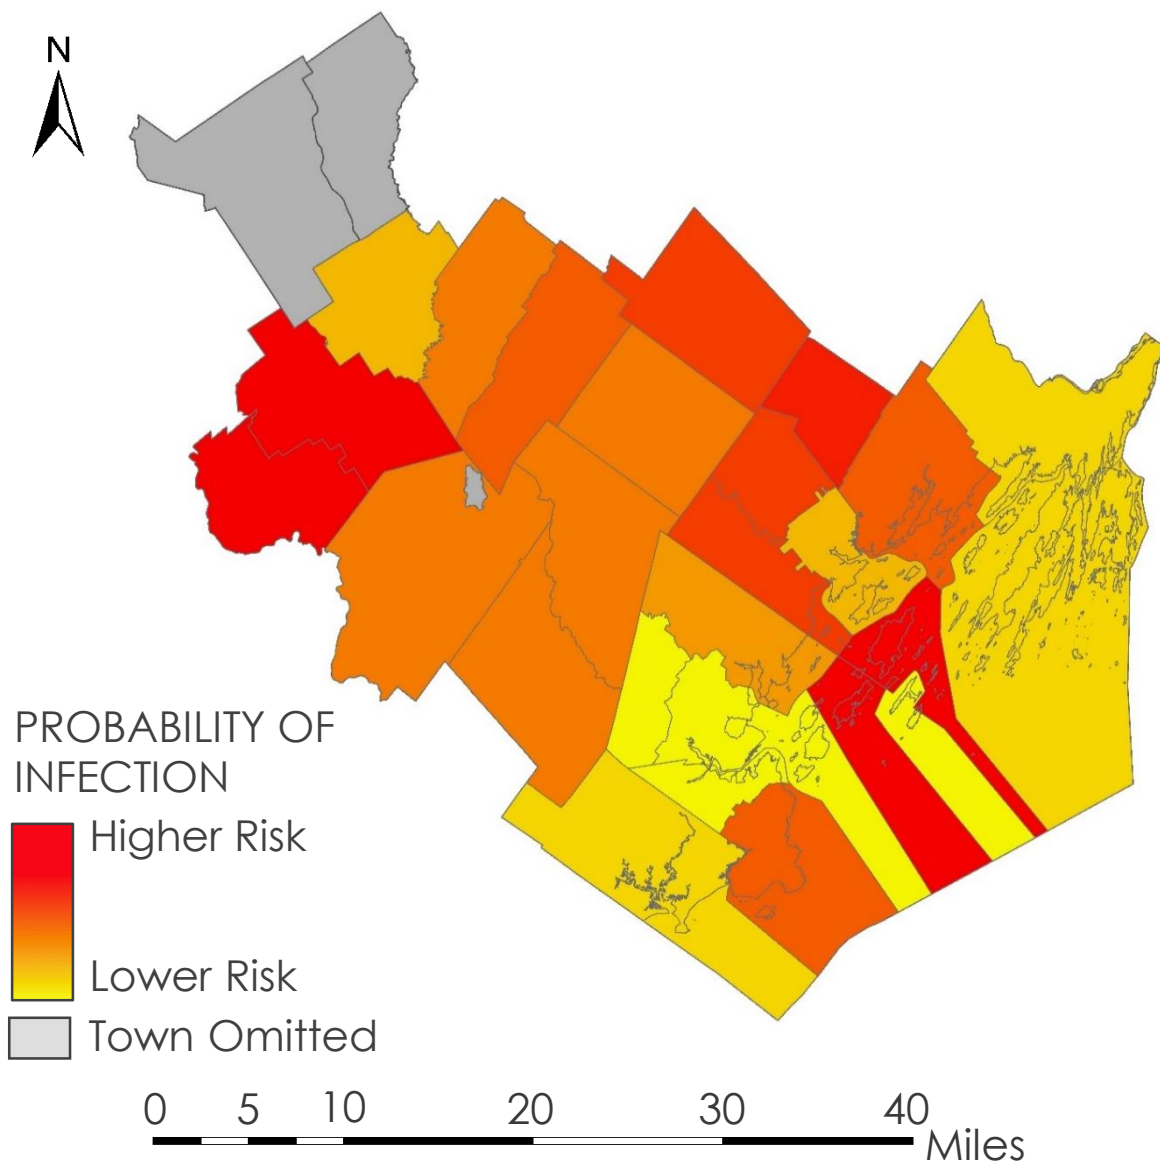 N
PROBABILITY OF
INFECTION
Higher Risk
Lower Risk
Town Omitted
0 5 10 20 30 40
Miles